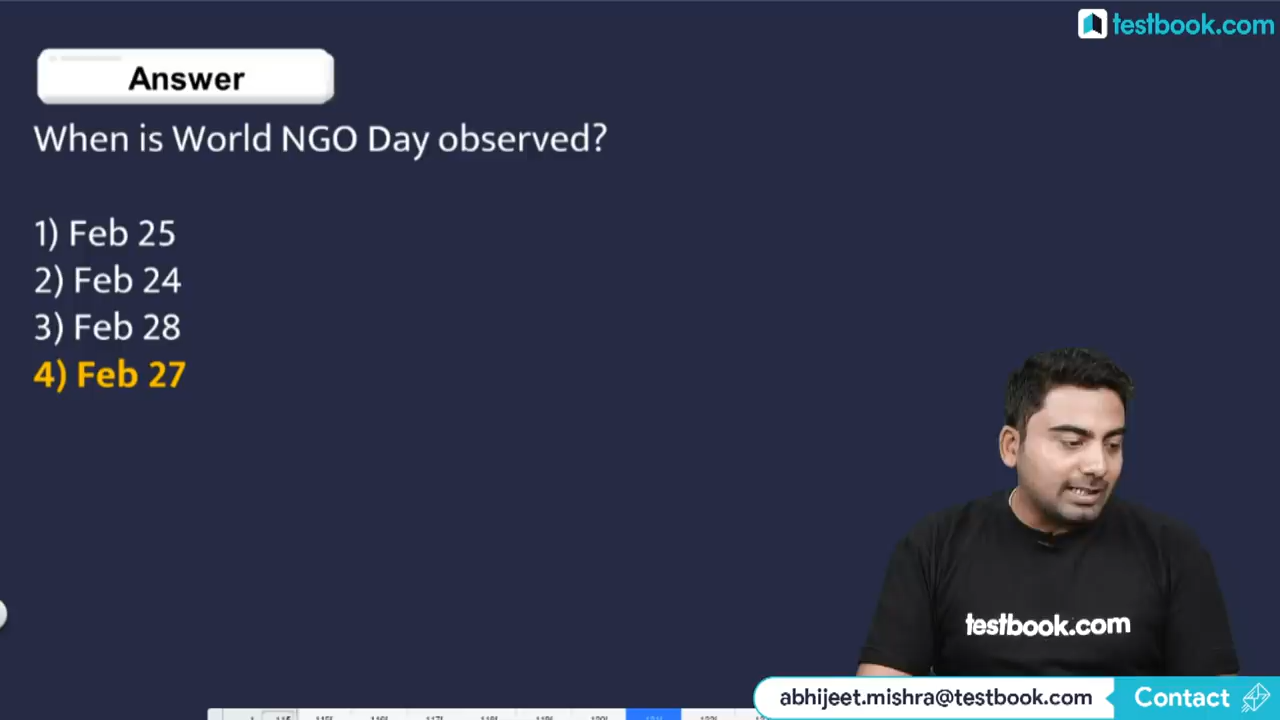 testbook.com
Answer
When is World NGO Day observed?
1) Feb 25
2) Feb 24
3) Feb 28
4) Feb 27
testbook.com
abhijeet.mishra@testbook.com
Contact